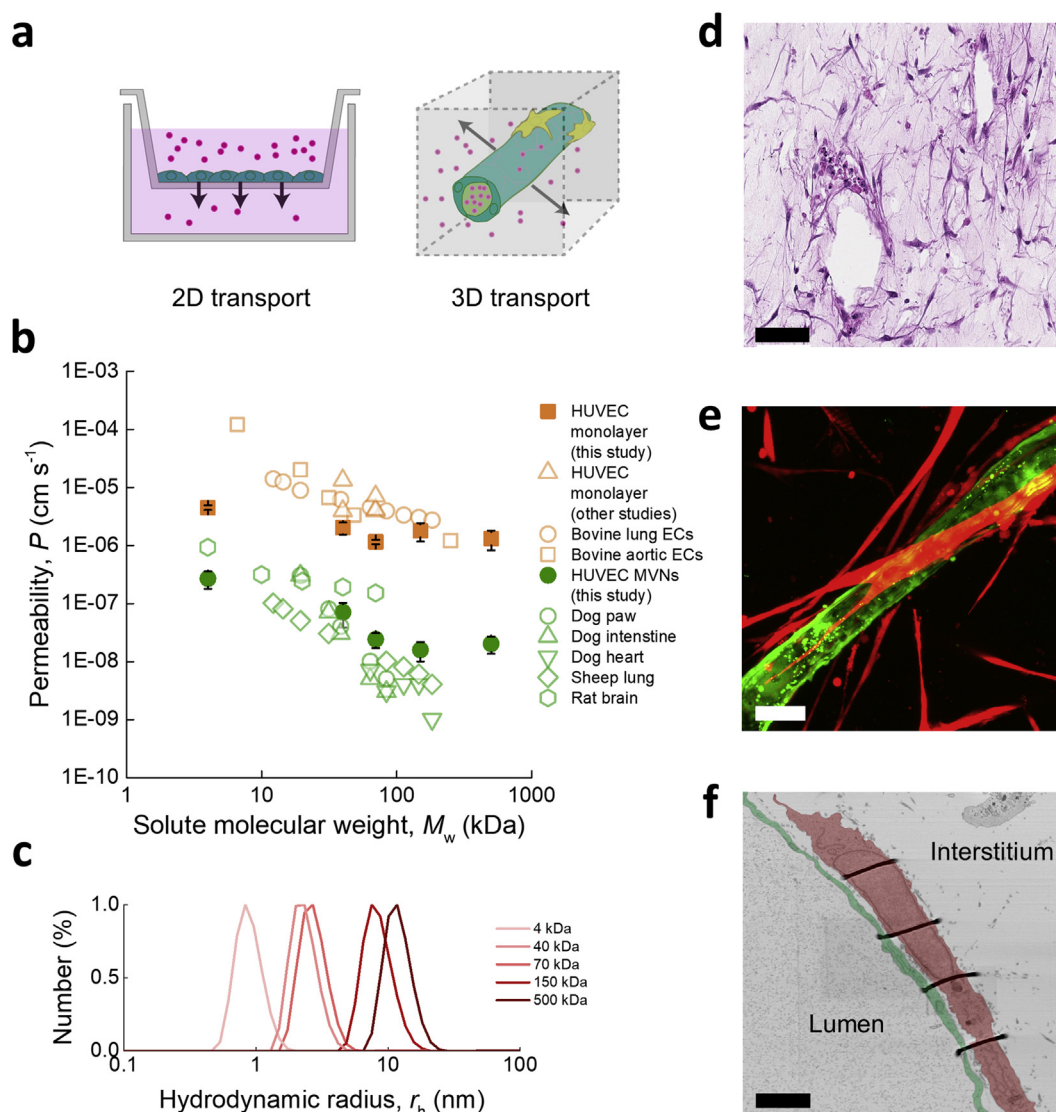 a
2D transport
3D transport
b
1E-03
1E-04
1E-05
1E-06
1E-07
1E-08
1E-09
1E-10
Permeability, P (cm s⁻¹)
1
10
100
1000
Solute molecular weight, Mw (kDa)
HUVEC
monolayer
(this study)
HUVEC
monolayer
(other studies)
Bovine lung ECs
Bovine aortic ECs
HUVEC MVNs
(this study)
Dog paw
Dog intenstine
Dog heart
Sheep lung
Rat brain
c
1.0
0.5
0.0
Number (%)
0.1
1
10
100
Hydrodynamic radius, rh (nm)
4 kDa
40 kDa
70 kDa
150 kDa
500 kDa
d
e
f
Interstitium
Lumen